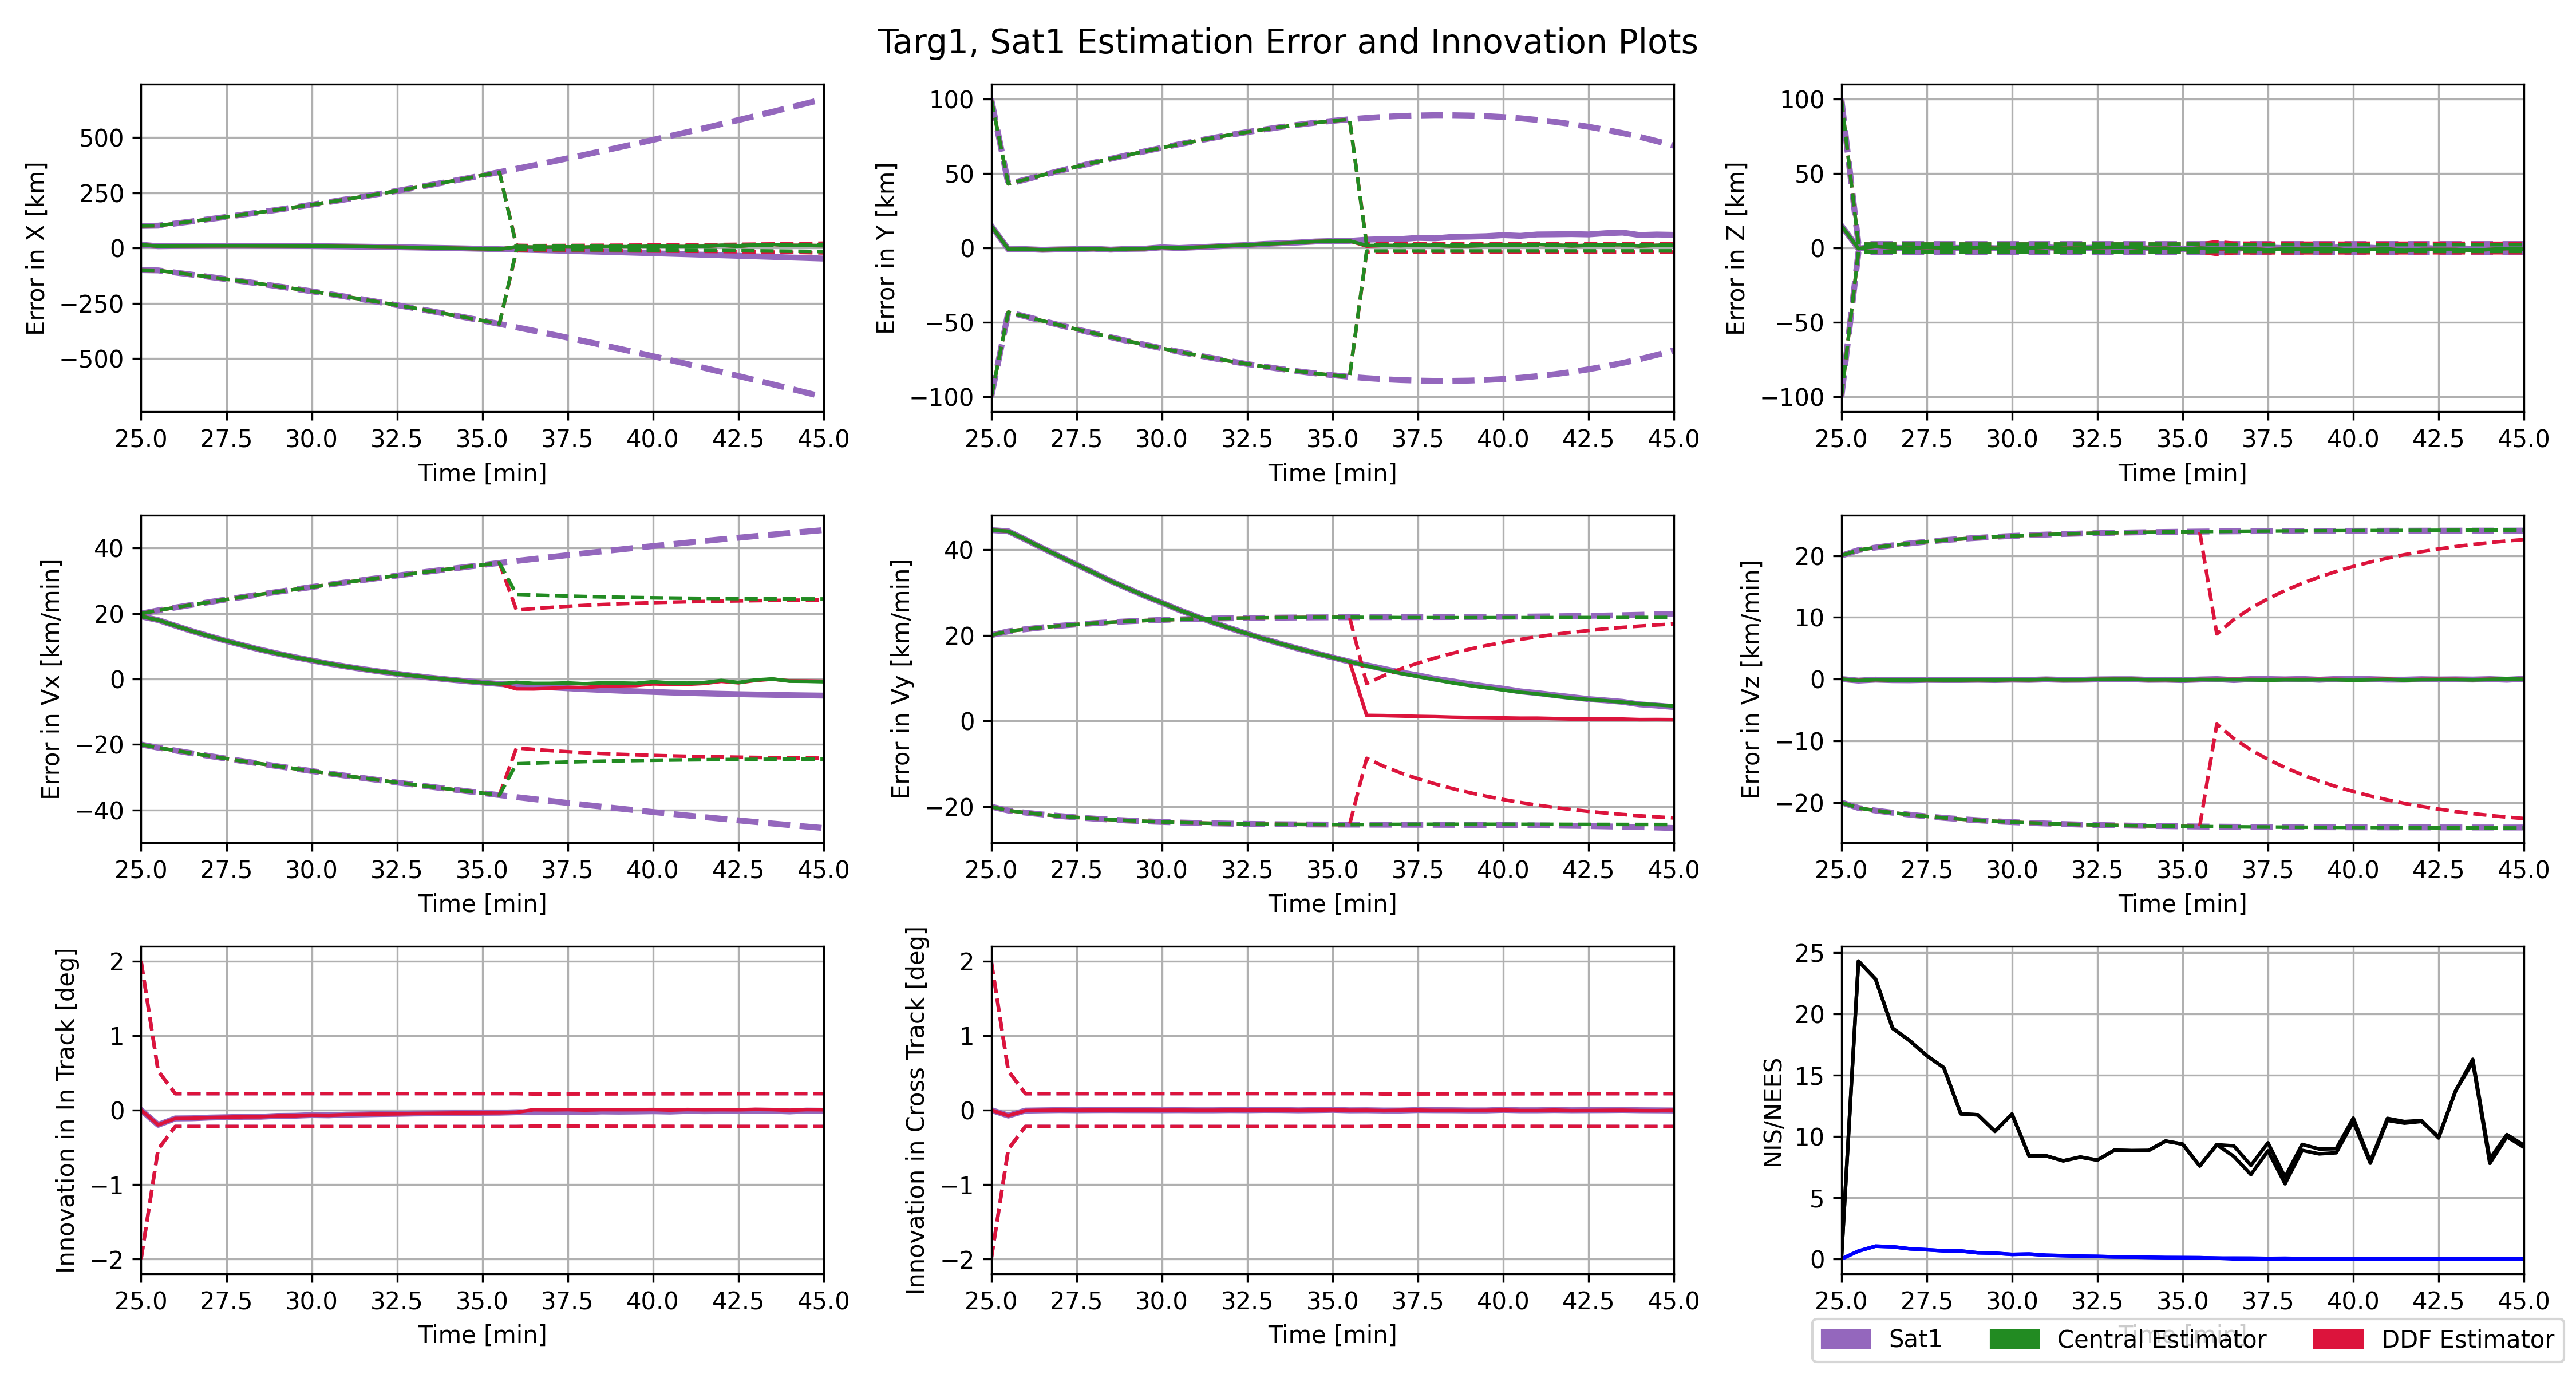 Targ1, Sat1 Estimation Error and Innovation Plots
Error in X [km]
500
250
0
−250
−500
25.0 27.5 30.0 32.5 35.0 37.5 40.0 42.5 45.0
Time [min]
Error in Y [km]
100
50
0
−50
−100
25.0 27.5 30.0 32.5 35.0 37.5 40.0 42.5 45.0
Time [min]
Error in Z [km]
100
50
0
−50
−100
25.0 27.5 30.0 32.5 35.0 37.5 40.0 42.5 45.0
Time [min]
Error in Vx [km/min]
40
20
0
−20
−40
25.0 27.5 30.0 32.5 35.0 37.5 40.0 42.5 45.0
Time [min]
Error in Vy [km/min]
40
20
0
−20
25.0 27.5 30.0 32.5 35.0 37.5 40.0 42.5 45.0
Time [min]
Error in Vz [km/min]
20
10
0
−10
−20
25.0 27.5 30.0 32.5 35.0 37.5 40.0 42.5 45.0
Time [min]
Innovation in In Track [deg]
2
1
0
−1
−2
25.0 27.5 30.0 32.5 35.0 37.5 40.0 42.5 45.0
Time [min]
Innovation in Cross Track [deg]
2
1
0
−1
−2
25.0 27.5 30.0 32.5 35.0 37.5 40.0 42.5 45.0
Time [min]
NIS/NEES
25
20
15
10
5
0
25.0 27.5 30.0 32.5 35.0 37.5 40.0 42.5 45.0
Time [min]
Sat1 Central Estimator DDF Estimator